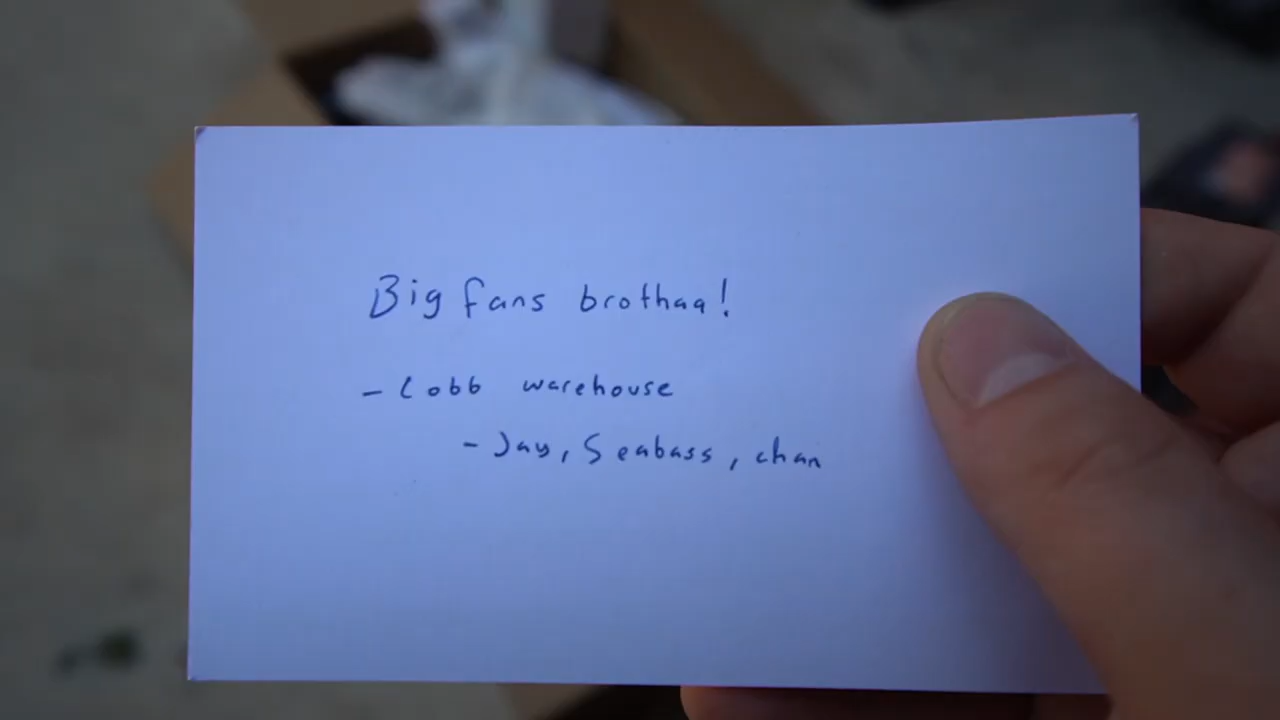 Big fans brothaa!
- Cobb warehouse
- Jay, Seabass, chan